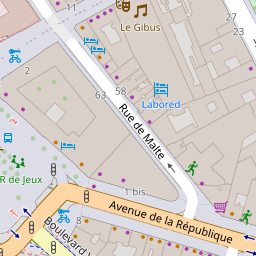 11
Le Gibus
27
23
2
63
58
Labored
Rue de Malte
R de Jeux
1 bis
Avenue de la République
8
Boulevard